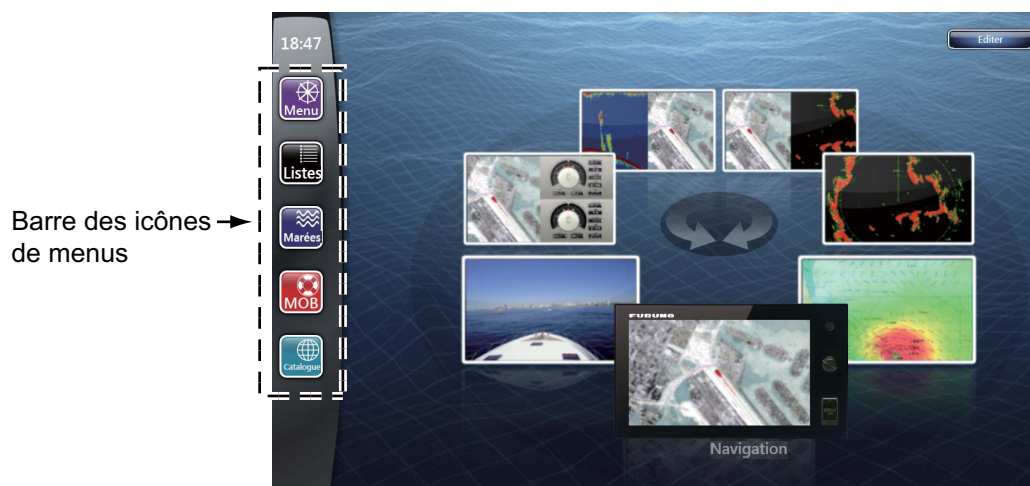 18:47
Editer
Menu
Listes
Marées
MOB
Catalogue
Barre des icônes
de menus
FURUNO
Navigation